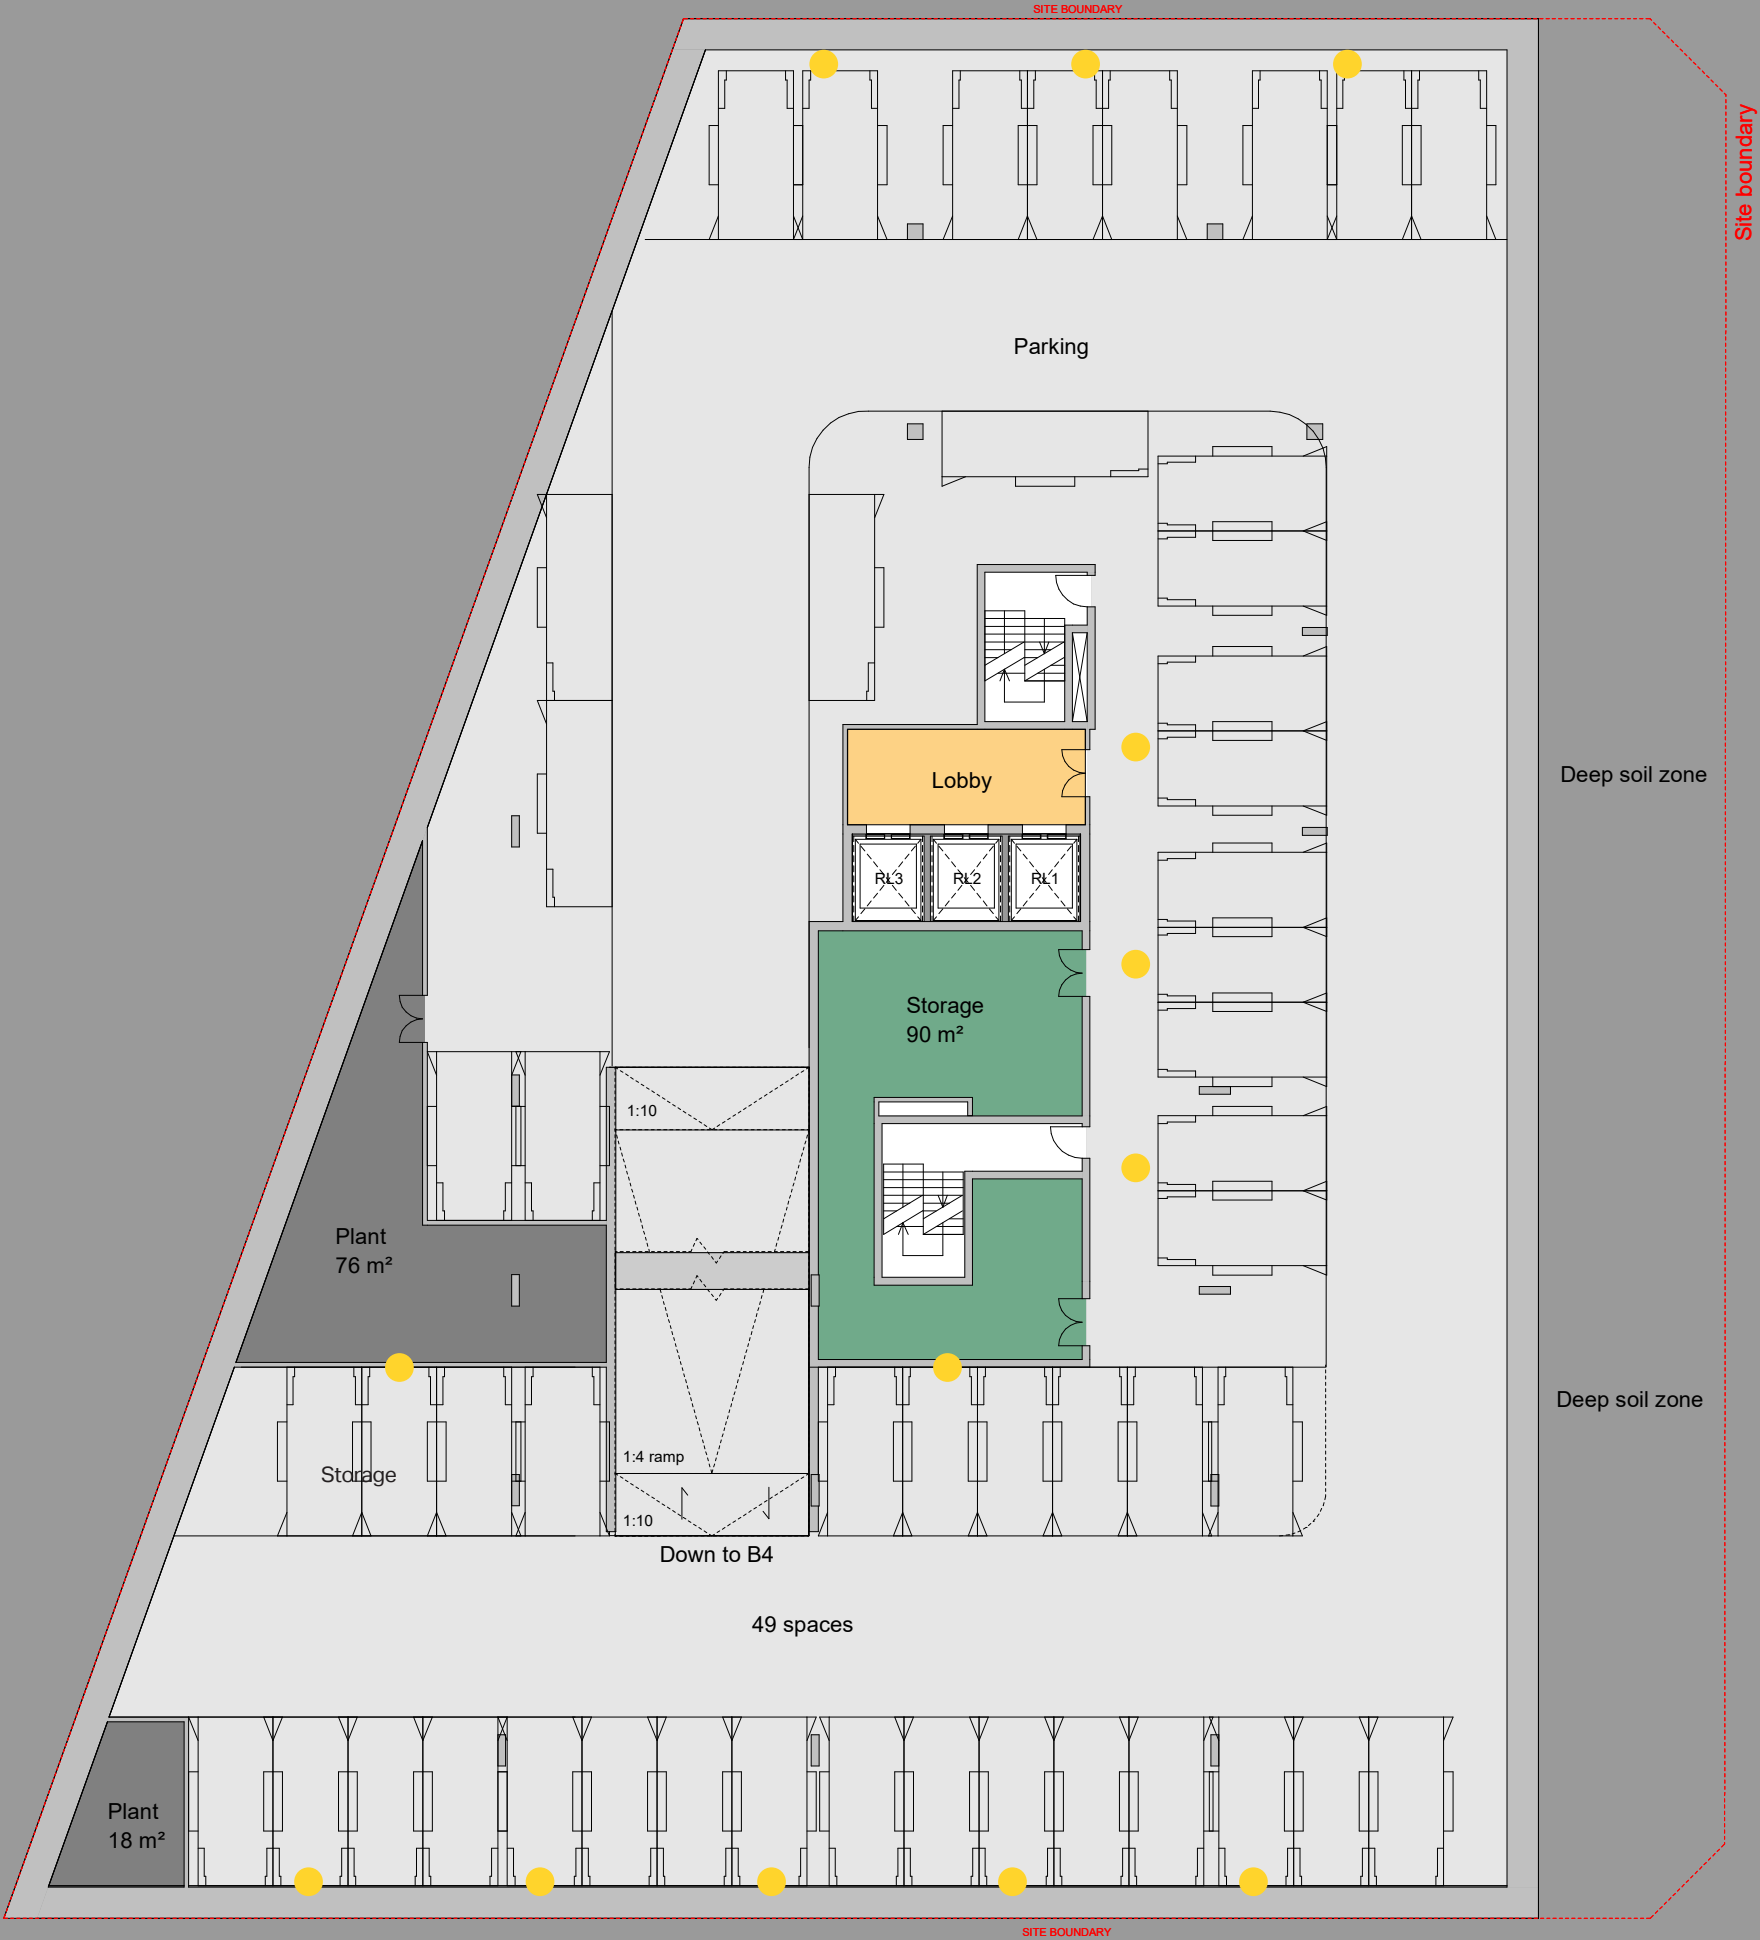 SITE BOUNDARY
Site boundary
Parking
Lobby
Deep soil zone
RL3
RL2
RL1
Storage
90 m²
1:10
Plant
76 m²
Deep soil zone
1:4 ramp
Storage
1:10
Down to B4
49 spaces
Plant
18 m²
SITE BOUNDARY